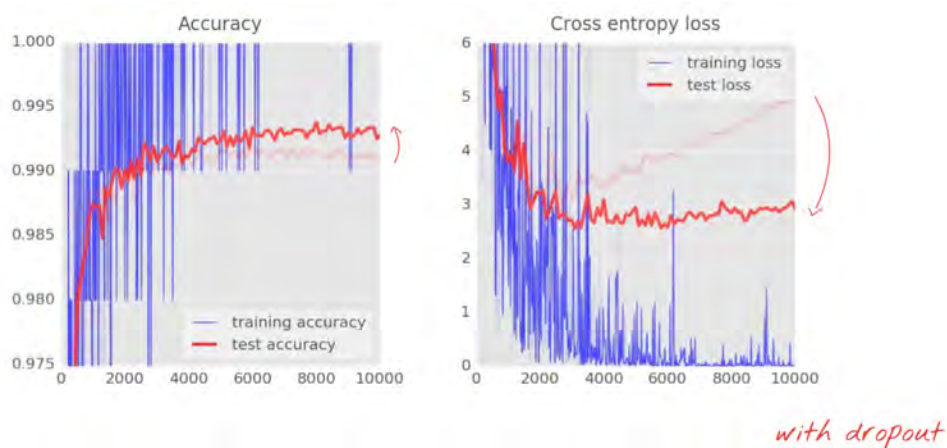 Accuracy
1.000
0.995
0.990
0.985
0.980
0.975
training accuracy
test accuracy
0 2000 4000 6000 8000 10000
Cross entropy loss
6
5
4
3
2
1
0
training loss
test loss
0 2000 4000 6000 8000 10000
with dropout